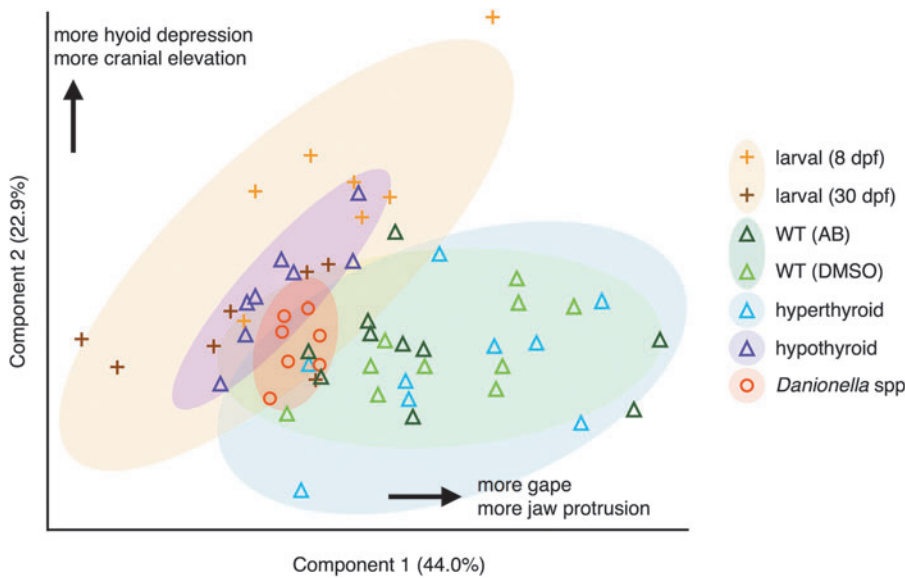 more hyoid depression
more cranial elevation
Component 2 (22.9%)
larval (8 dpf)
larval (30 dpf)
WT (AB)
WT (DMSO)
hyperthyroid
hypothyroid
Danionella spp
more gape
more jaw protrusion
Component 1 (44.0%)